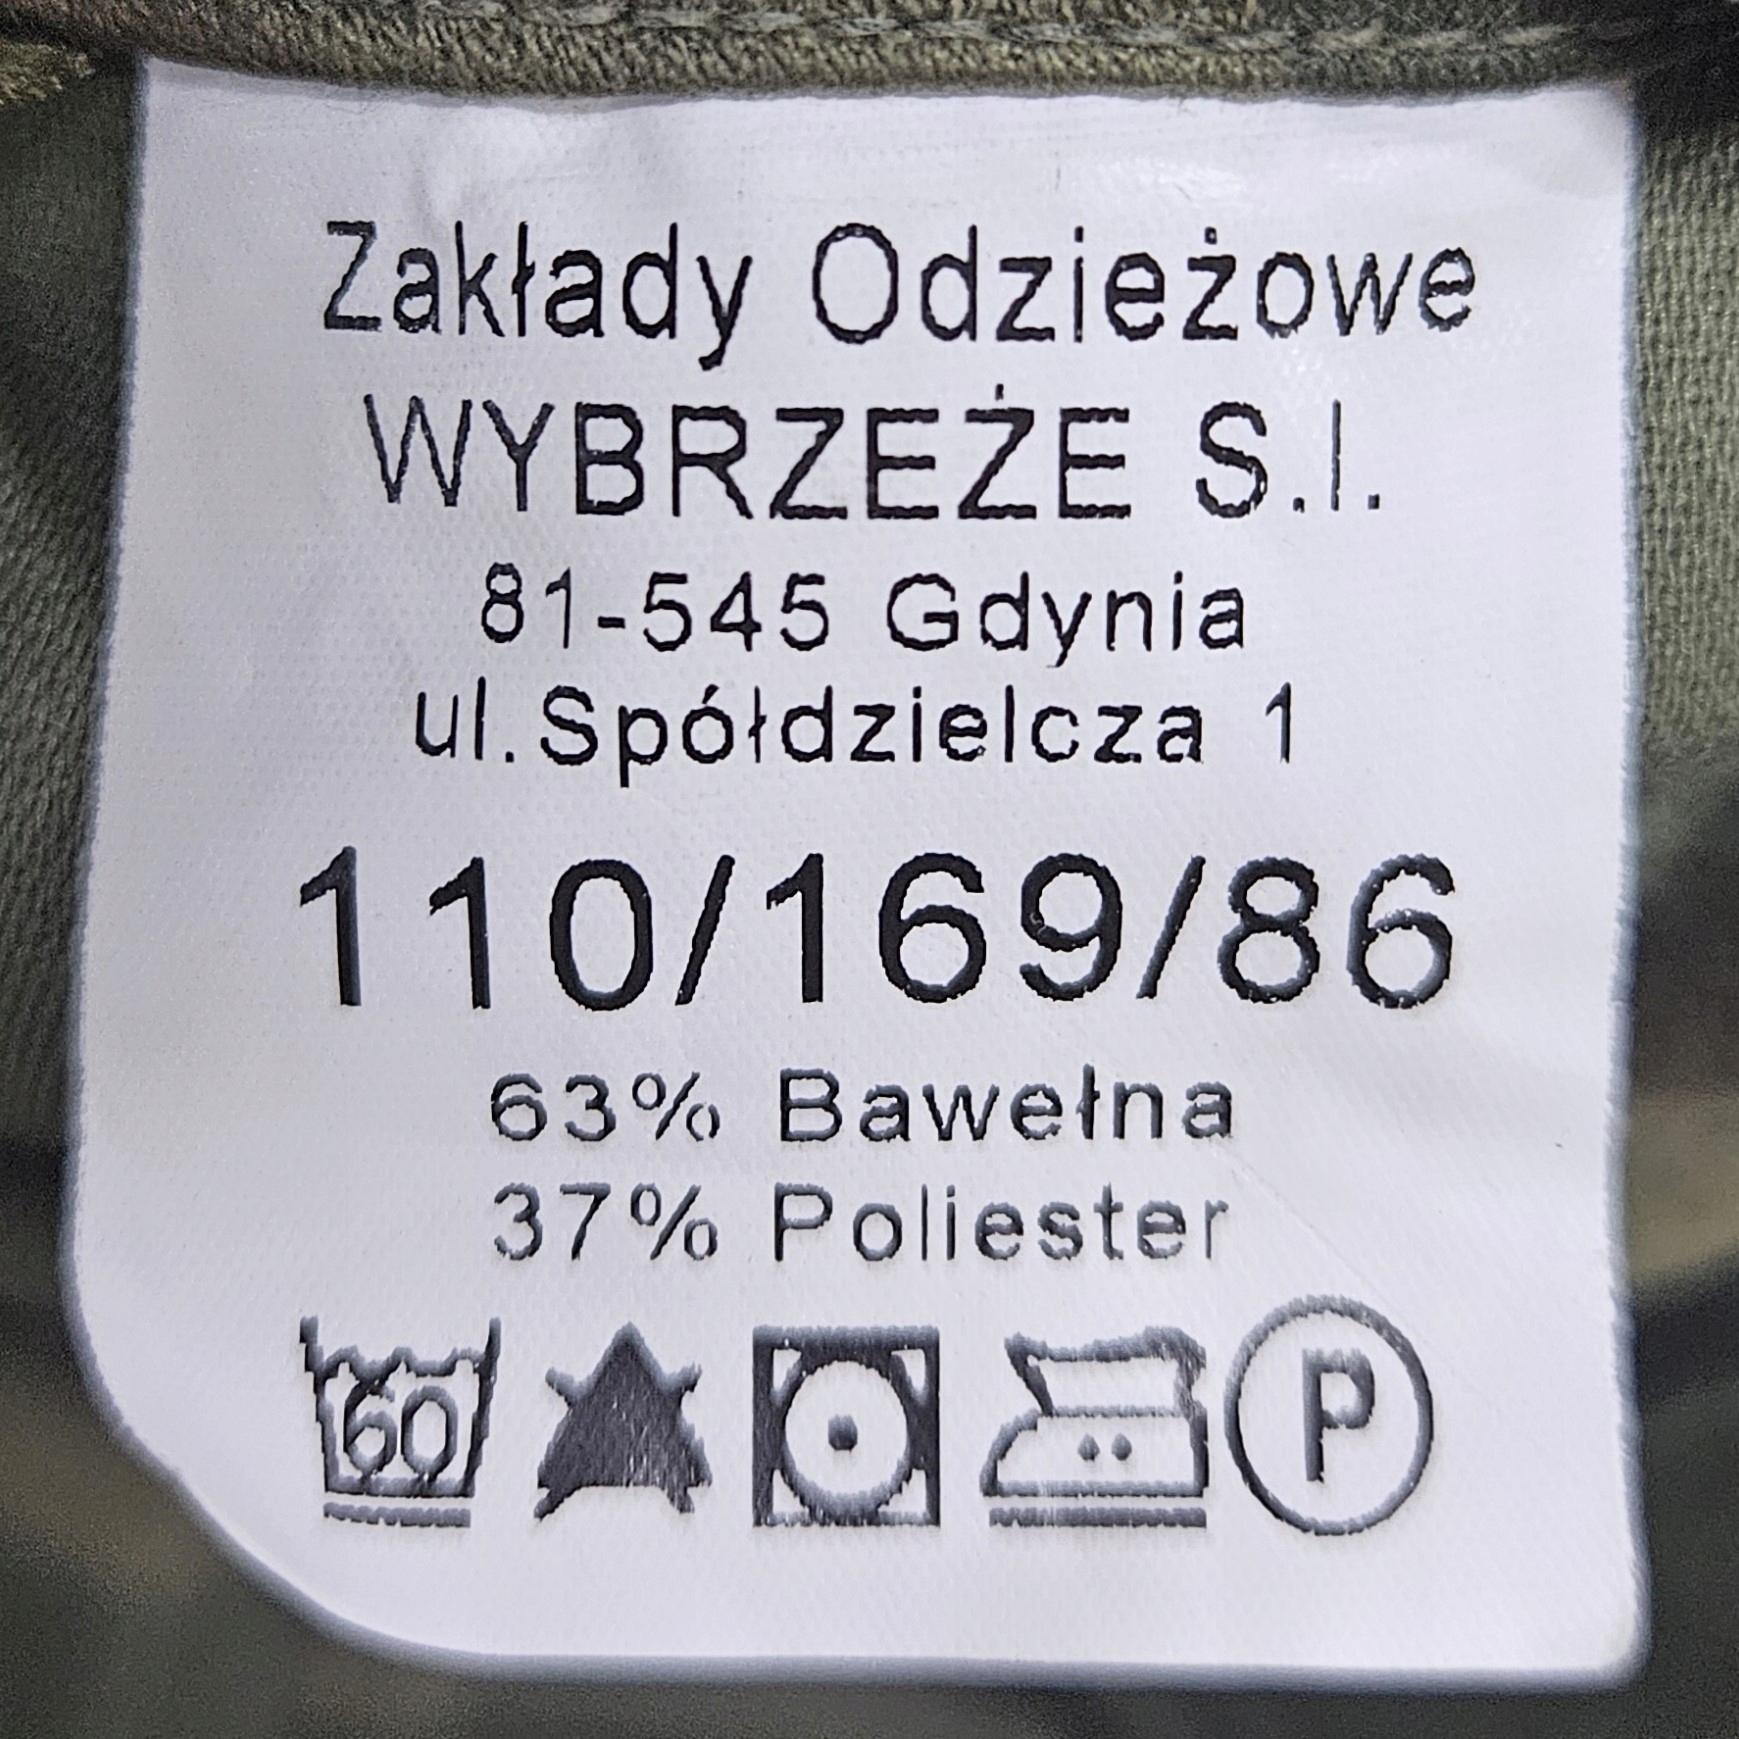 Zakłady Odzieżowe
WYBRZEŻE S.I.
81-545 Gdynia
ul.Spółdzielcza 1
110/169/86
63% Bawełna
37% Poliester
60 P